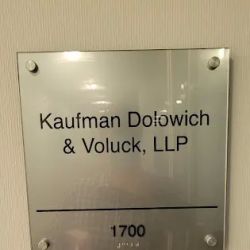 Kaufman Dolowich
& Voluck, LLP
1700